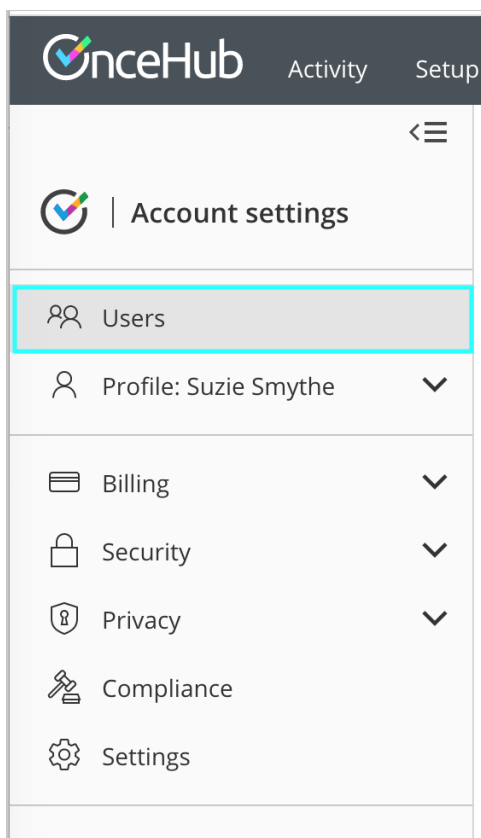 OnceHub Activity Setup
Account settings
Users
Profile: Suzie Smythe
Billing
Security
Privacy
Compliance
Settings